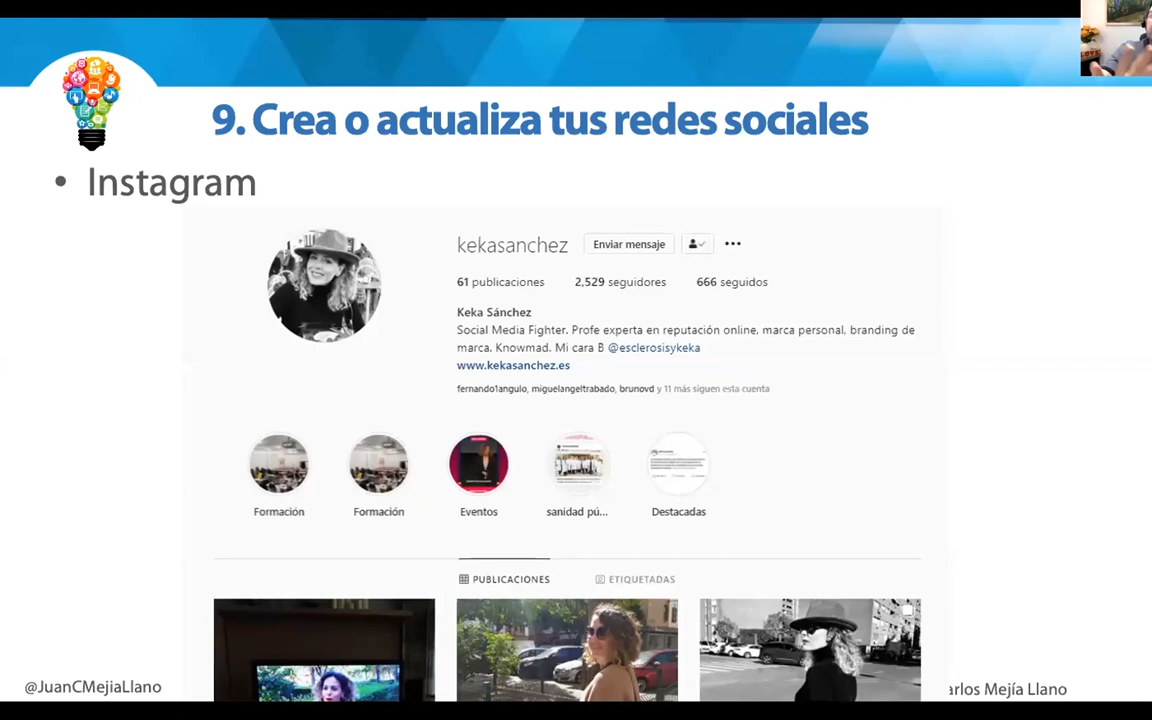 9. Crea o actualiza tus redes sociales
• Instagram
kekasanchez Enviar mensaje
61 publicaciones 2,529 seguidores 666 seguidos
Keka Sánchez
Social Media Fighter. Profe experta en reputación online, marca personal, branding de
marca. Knowmad. Mi cara B @esclerosisykeka
www.kekasanchez.es
fernando1angulo, miguelangeltrabado, brunovd y 11 más siguen esta cuenta
Formación Formación Eventos sanidad pú... Destacadas
PUBLICACIONES ETIQUETADAS
@JuanCMejiaLlano arlos Mejía Llano